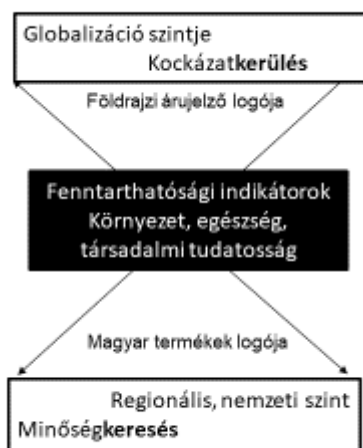 Globalizáció szintje
Kockázatkerülés
Földrajzi árujelző logója
Fenntarthatósági indikátorok
Környezet, egészség,
társadalmi tudatosság
Magyar termékek logója
Regionális, nemzeti szint
Minőségkeresés